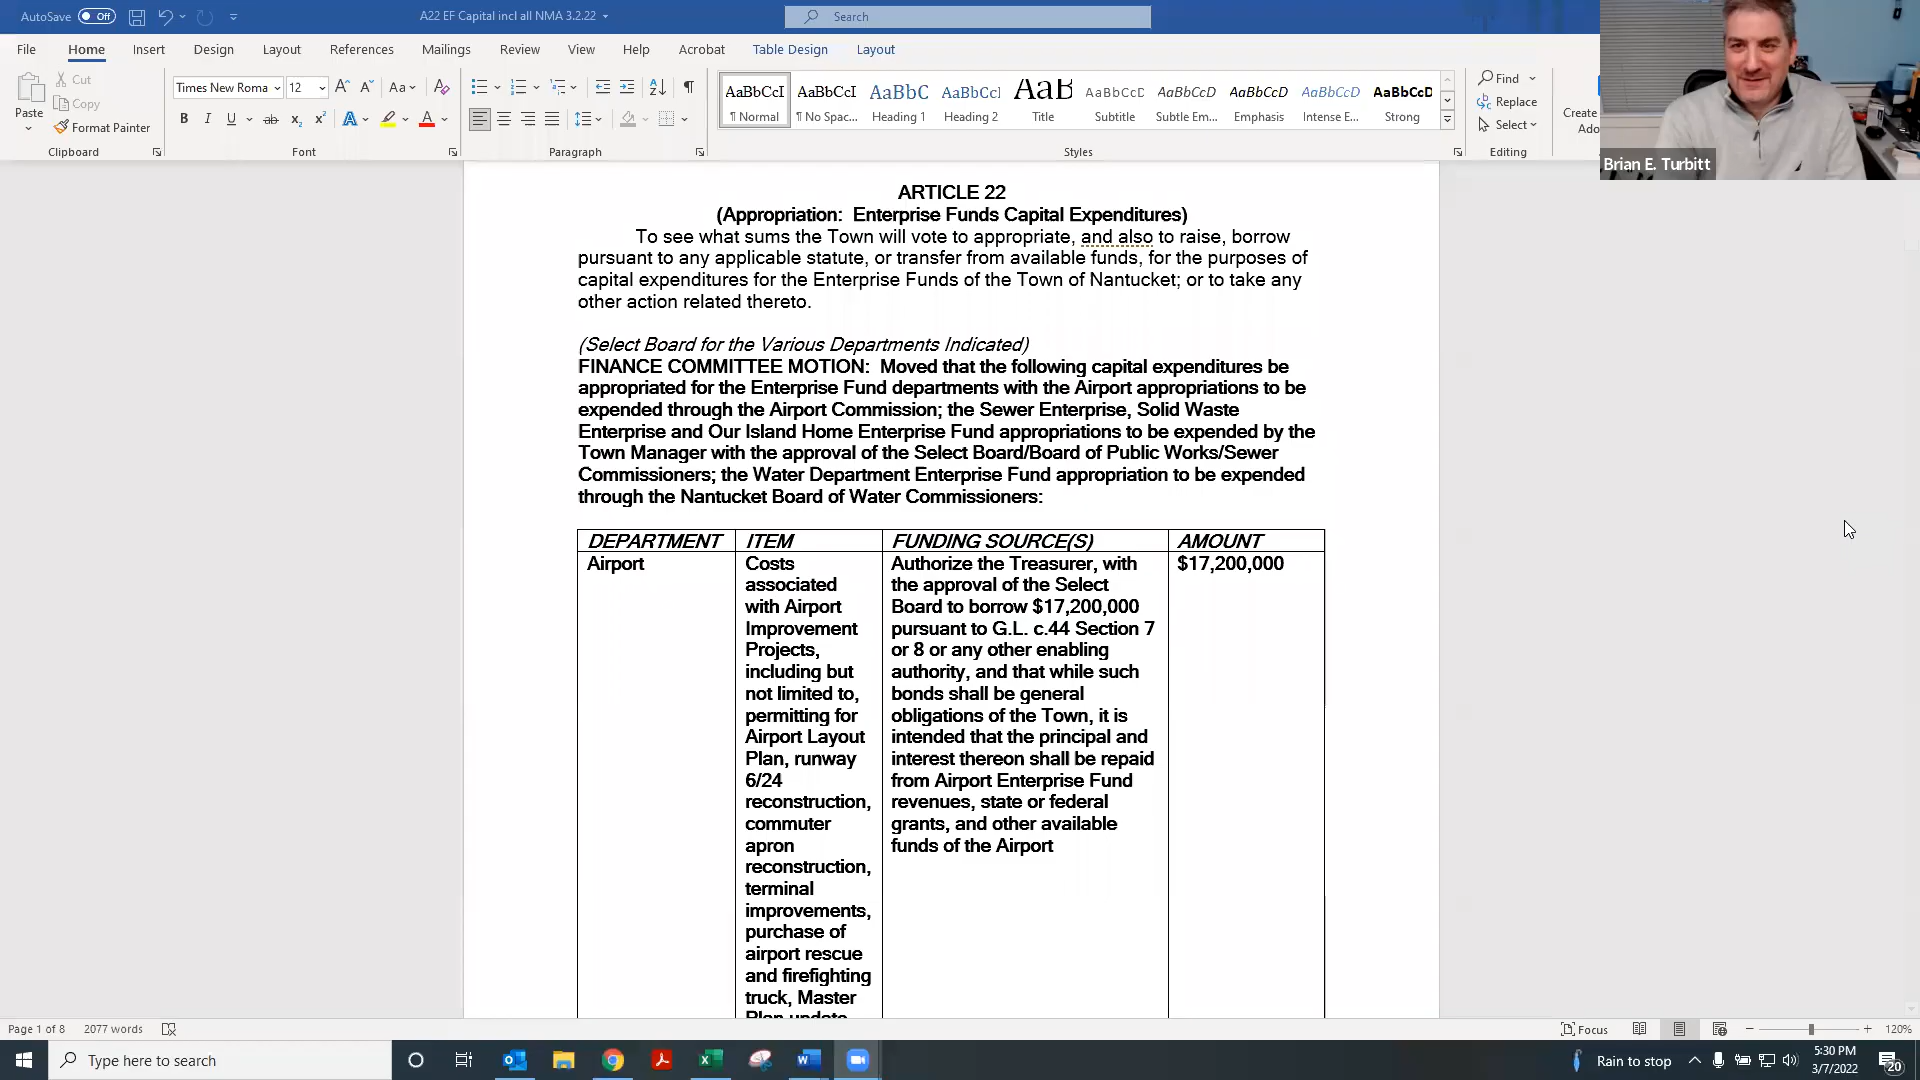 AutoSave Off
A22 EF Capital incl all NMA 3.2.22
Search
File Home Insert Design Layout References Mailings Review View Help Acrobat Table Design Layout
Paste
Cut
Copy
Format Painter
Clipboard
Times New Roma 12
Font
Paragraph
AaBbCcI ¶ Normal
AaBbCcI ¶ No Spac...
AaBbC Heading 1
AaBbCcI Heading 2
AaB Title
AaBbCcD Subtitle
AaBbCcD Subtle Em...
AaBbCcD Emphasis
AaBbCcD Intense E...
AaBbCcD Strong
Styles
Find
Replace
Select
Editing
Create
Ado
Brian E. Turbitt
ARTICLE 22
(Appropriation: Enterprise Funds Capital Expenditures)
To see what sums the Town will vote to appropriate, and also to raise, borrow
pursuant to any applicable statute, or transfer from available funds, for the purposes of
capital expenditures for the Enterprise Funds of the Town of Nantucket; or to take any
other action related thereto.
(Select Board for the Various Departments Indicated)
FINANCE COMMITTEE MOTION: Moved that the following capital expenditures be
appropriated for the Enterprise Fund departments with the Airport appropriations to be
expended through the Airport Commission; the Sewer Enterprise, Solid Waste
Enterprise and Our Island Home Enterprise Fund appropriations to be expended by the
Town Manager with the approval of the Select Board/Board of Public Works/Sewer
Commissioners; the Water Department Enterprise Fund appropriation to be expended
through the Nantucket Board of Water Commissioners:
DEPARTMENT ITEM FUNDING SOURCE(S) AMOUNT
Airport
Costs
associated
with Airport
Improvement
Projects,
including but
not limited to,
permitting for
Airport Layout
Plan, runway
6/24
reconstruction,
commuter
apron
reconstruction,
terminal
improvements,
purchase of
airport rescue
and firefighting
truck, Master
Plan update
Authorize the Treasurer, with
the approval of the Select
Board to borrow $17,200,000
pursuant to G.L. c.44 Section 7
or 8 or any other enabling
authority, and that while such
bonds shall be general
obligations of the Town, it is
intended that the principal and
interest thereon shall be repaid
from Airport Enterprise Fund
revenues, state or federal
grants, and other available
funds of the Airport
$17,200,000
Page 1 of 8 2077 words
Focus
120%
Type here to search
Rain to stop
5:30 PM
3/7/2022
20